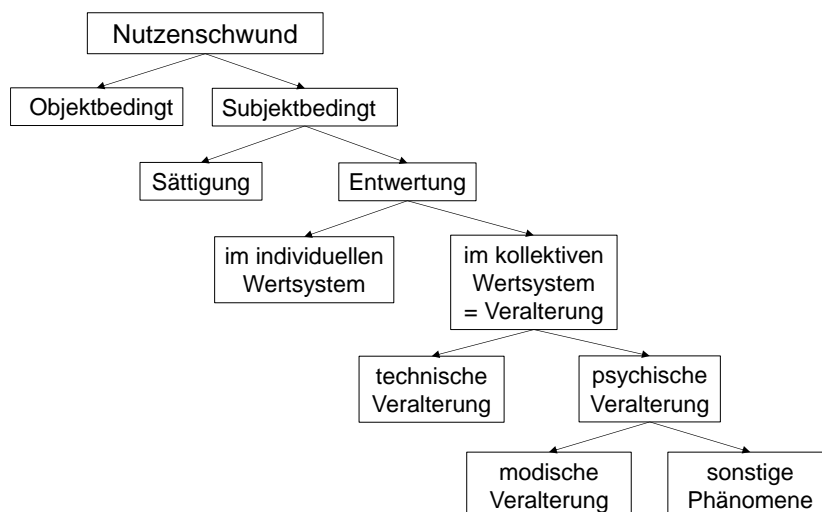 Nutzenschwund
Objektbedingt
Subjektbedingt
Sättigung
Entwertung
im individuellen
Wertsystem
im kollektiven
Wertsystem
= Veralterung
technische
Veralterung
psychische
Veralterung
modische
Veralterung
sonstige
Phänomene